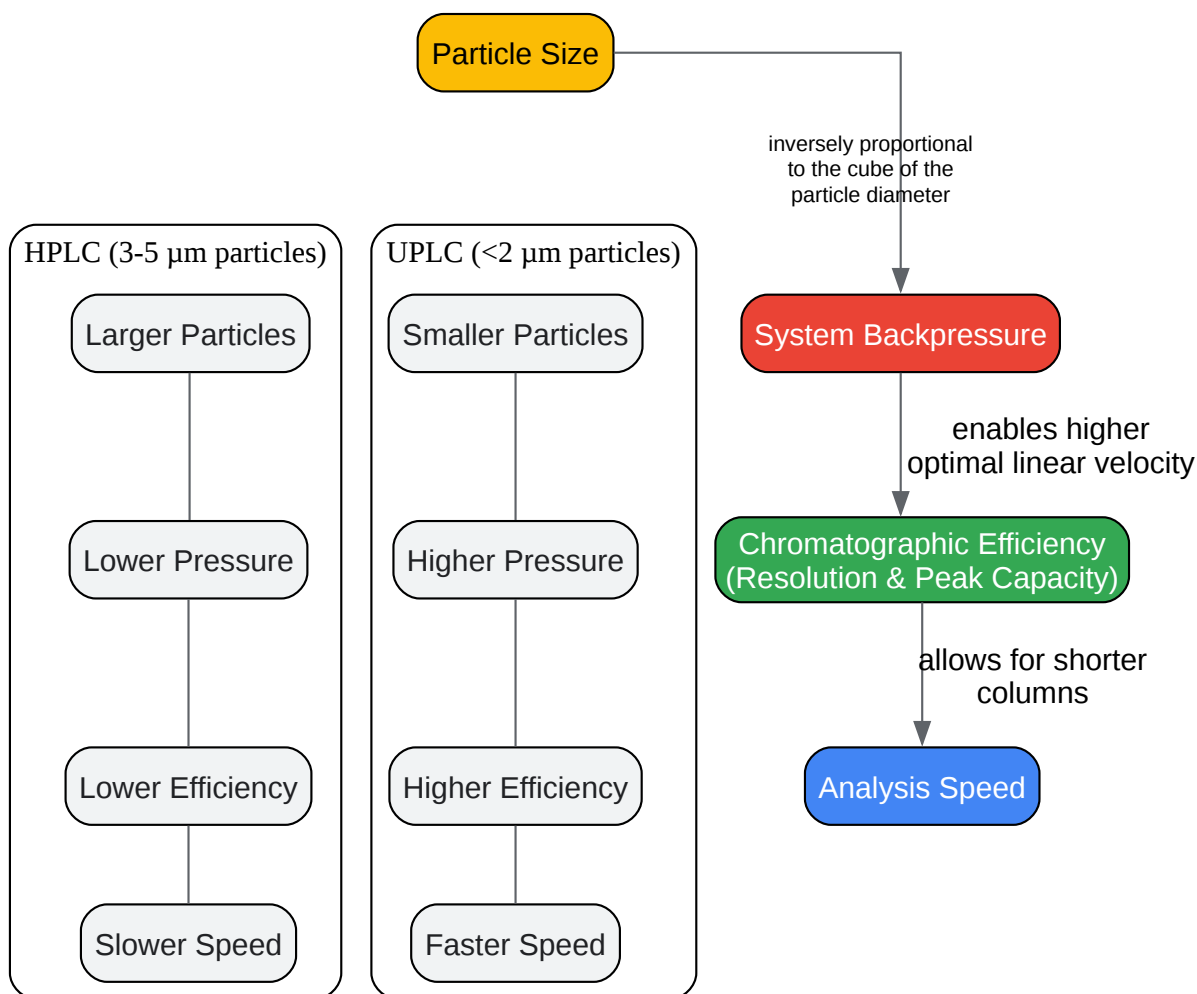 Particle Size
inversely proportional
to the cube of the
particle diameter
HPLC (3-5 µm particles)
Larger Particles
Lower Pressure
Lower Efficiency
Slower Speed
UPLC (<2 µm particles)
Smaller Particles
Higher Pressure
Higher Efficiency
Faster Speed
System Backpressure
enables higher
optimal linear velocity
Chromatographic Efficiency
(Resolution & Peak Capacity)
allows for shorter
columns
Analysis Speed